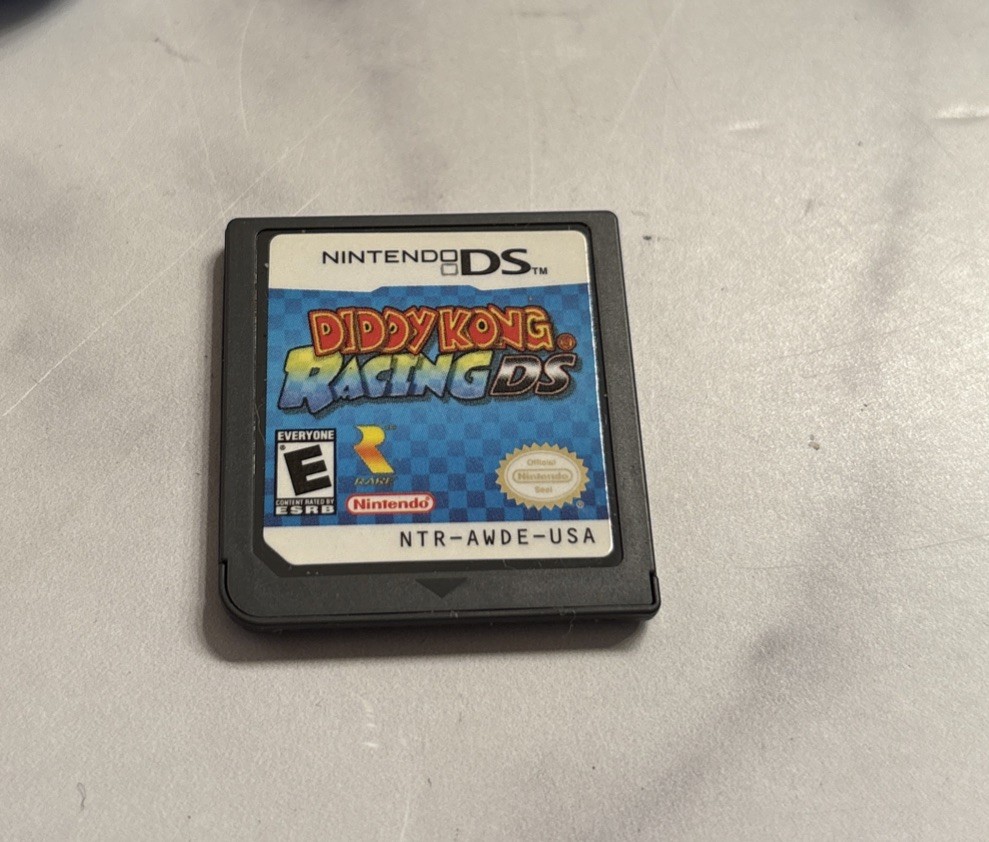 NINTENDO DS™
DIDDY KONG®
RACING DS
EVERYONE
E
CONTENT RATED BY
ESRB
RARE
Nintendo®
Official
Nintendo
Seal
NTR-AWDE-USA